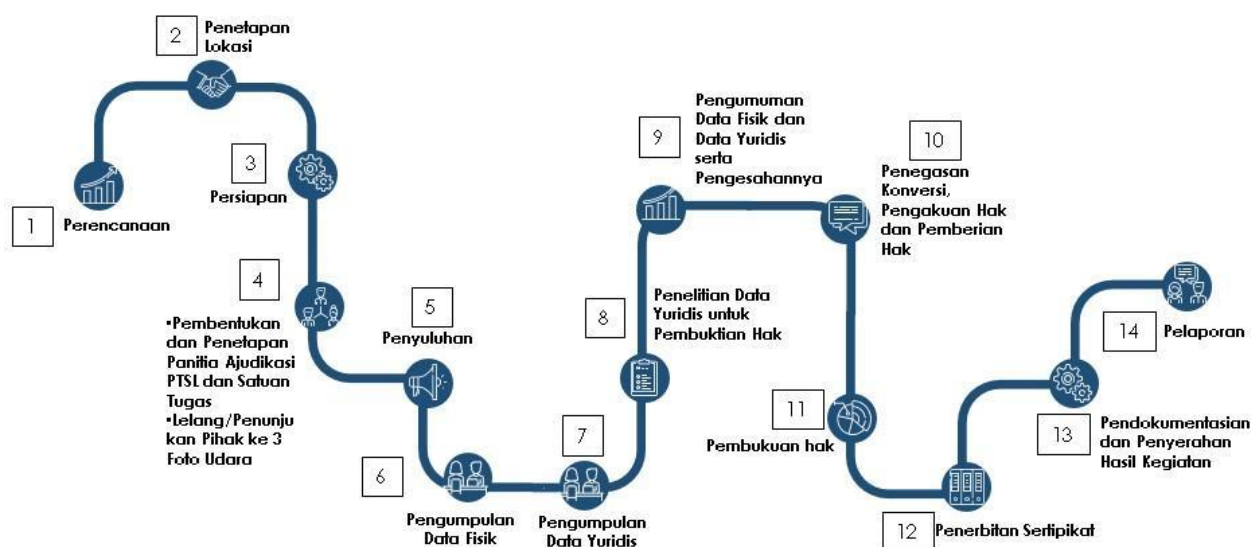 1
Perencanaan
2
Penetapan
Lokasi
3
Persiapan
4
▪Pembentukan
dan Penetapan
Panitia Ajudikasi
PTSL dan Satuan
Tugas
▪Lelang/Penunju
kan Pihak ke 3
Foto Udara
5
Penyuluhan
6
Pengumpulan
Data Fisik
7
Pengumpulan
Data Yuridis
8
Penelitian Data
Yuridis untuk
Pembuktian Hak
9
Pengumuman
Data Fisik dan
Data Yuridis
serta
Pengesahannya
10
Penegasan
Konversi,
Pengakuan Hak
dan Pemberian
Hak
11
Pembukuan hak
12
Penerbitan Sertipikat
13
Pendokumentasian
dan Penyerahan
Hasil Kegiatan
14
Pelaporan